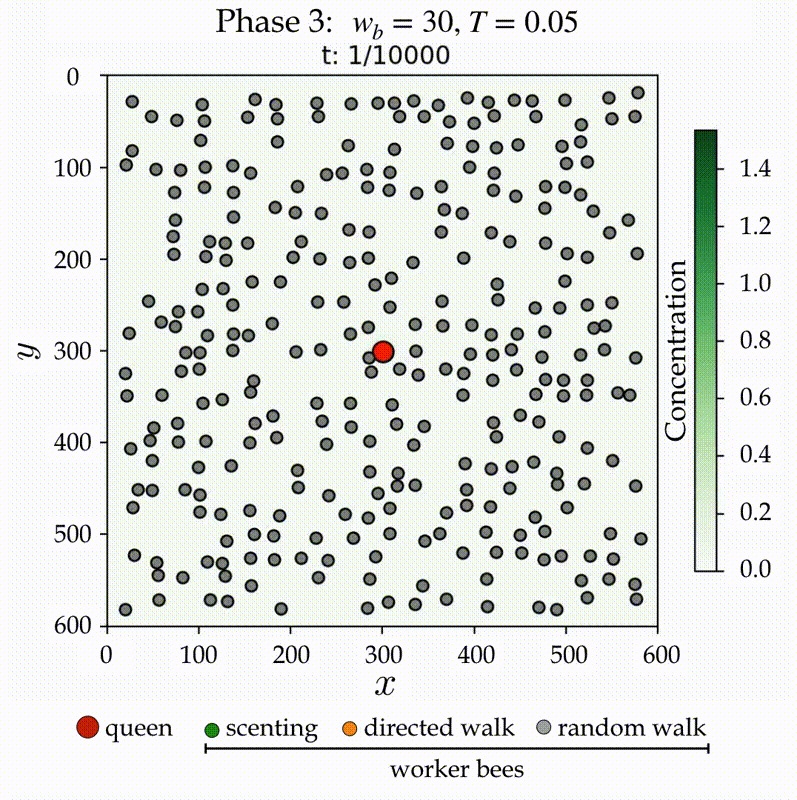 Phase 3: w_b = 30, T = 0.05
t: 1/10000
0
100
200
300
400
500
600
y
0 100 200 300 400 500 600
x
1.4
1.2
1.0
0.8
0.6
0.4
0.2
0.0
Concentration
queen scenting directed walk random walk
worker bees